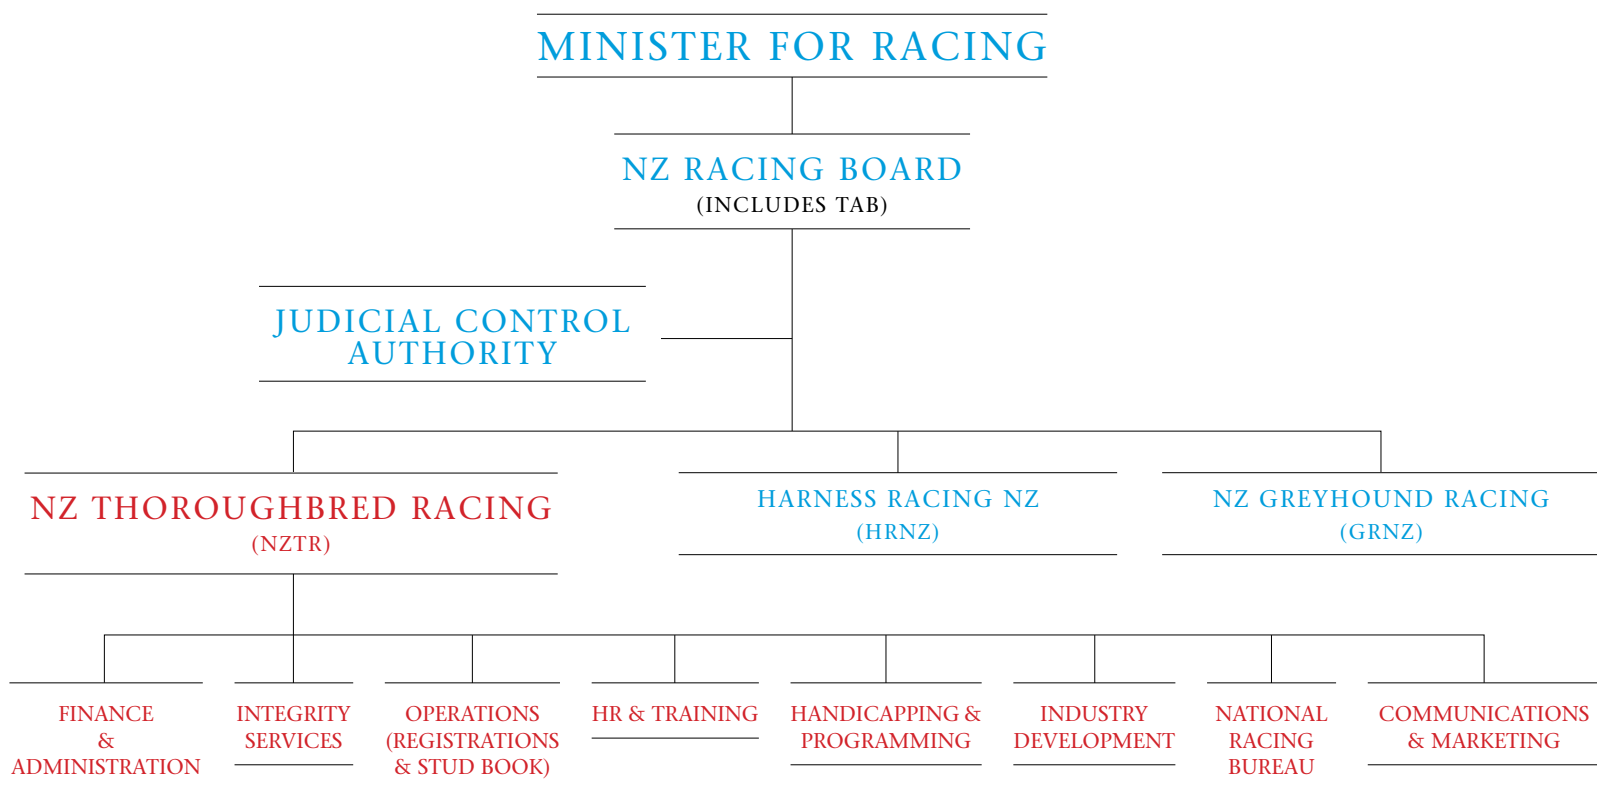 MINISTER FOR RACING
NZ RACING BOARD
(INCLUDES TAB)
JUDICIAL CONTROL
AUTHORITY
NZ THOROUGHBRED RACING
(NZTR)
HARNESS RACING NZ
(HRNZ)
NZ GREYHOUND RACING
(GRNZ)
FINANCE
&
ADMINISTRATION
INTEGRITY
SERVICES
OPERATIONS
(REGISTRATIONS
& STUD BOOK)
HR & TRAINING
HANDICAPPING &
PROGRAMMING
INDUSTRY
DEVELOPMENT
NATIONAL
RACING
BUREAU
COMMUNICATIONS
& MARKETING